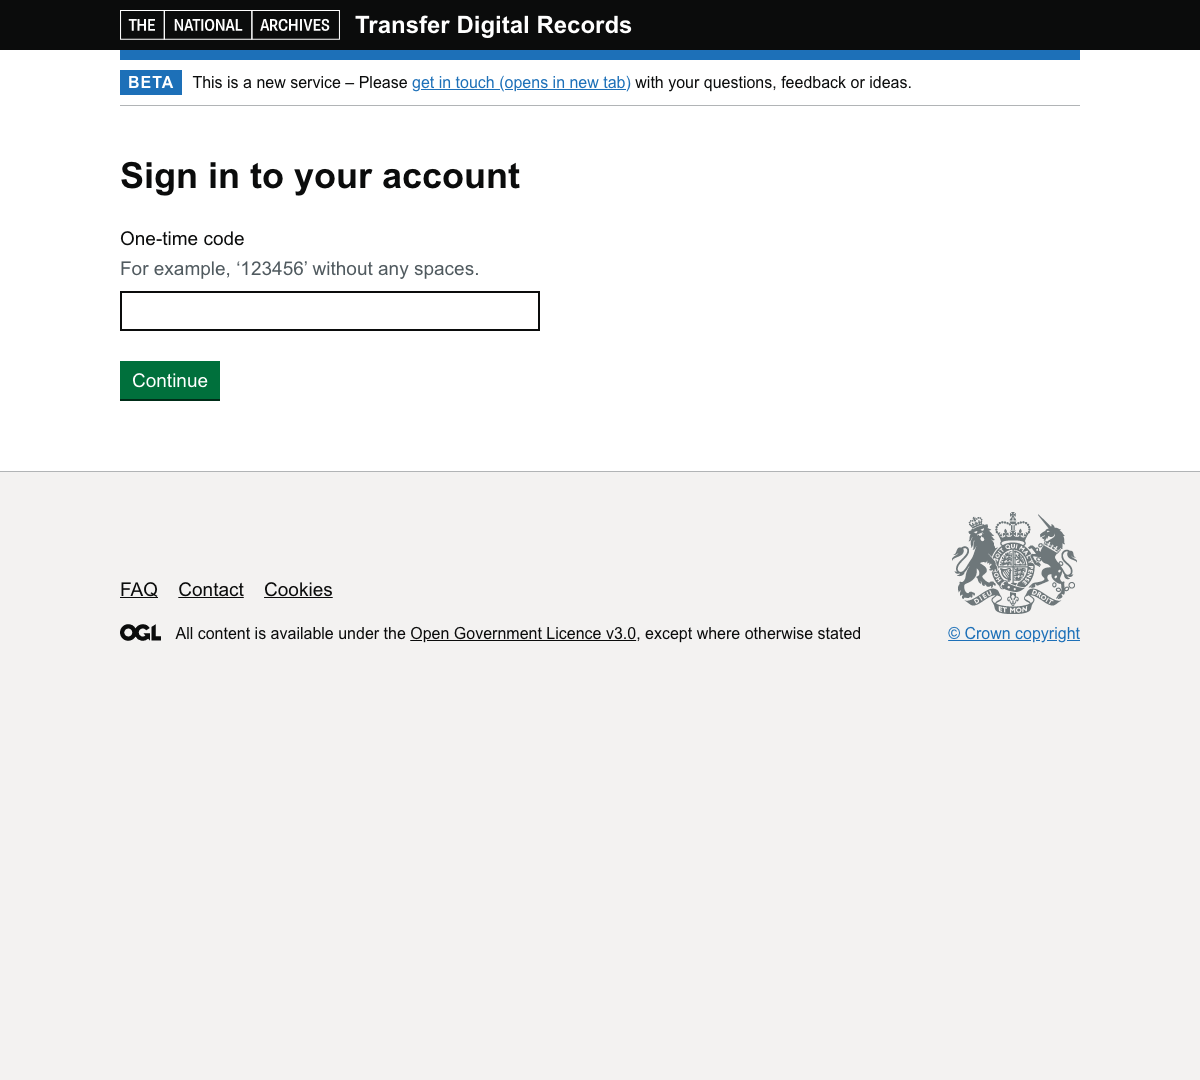 THE NATIONAL ARCHIVES Transfer Digital Records
BETA This is a new service – Please get in touch (opens in new tab) with your questions, feedback or ideas.
Sign in to your account
One-time code
For example, ‘123456’ without any spaces.
Continue
FAQ Contact Cookies
DIEU ET MON DROIT
OGL All content is available under the Open Government Licence v3.0, except where otherwise stated
© Crown copyright